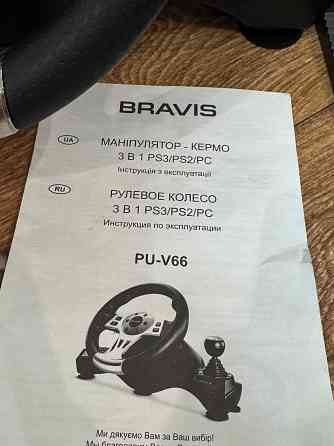 BRAVIS
UA
МАНІПУЛЯТОР - КЕРМО
3 В 1 PS3/PS2/PC
Інструкція з эксплуатації
RU
РУЛЕВОЕ КОЛЕСО
3 В 1 PS3/PS2/PC
Инструкция по эксплуатации
PU-V66
Ми дякуємо Вам за Ваш вибір!